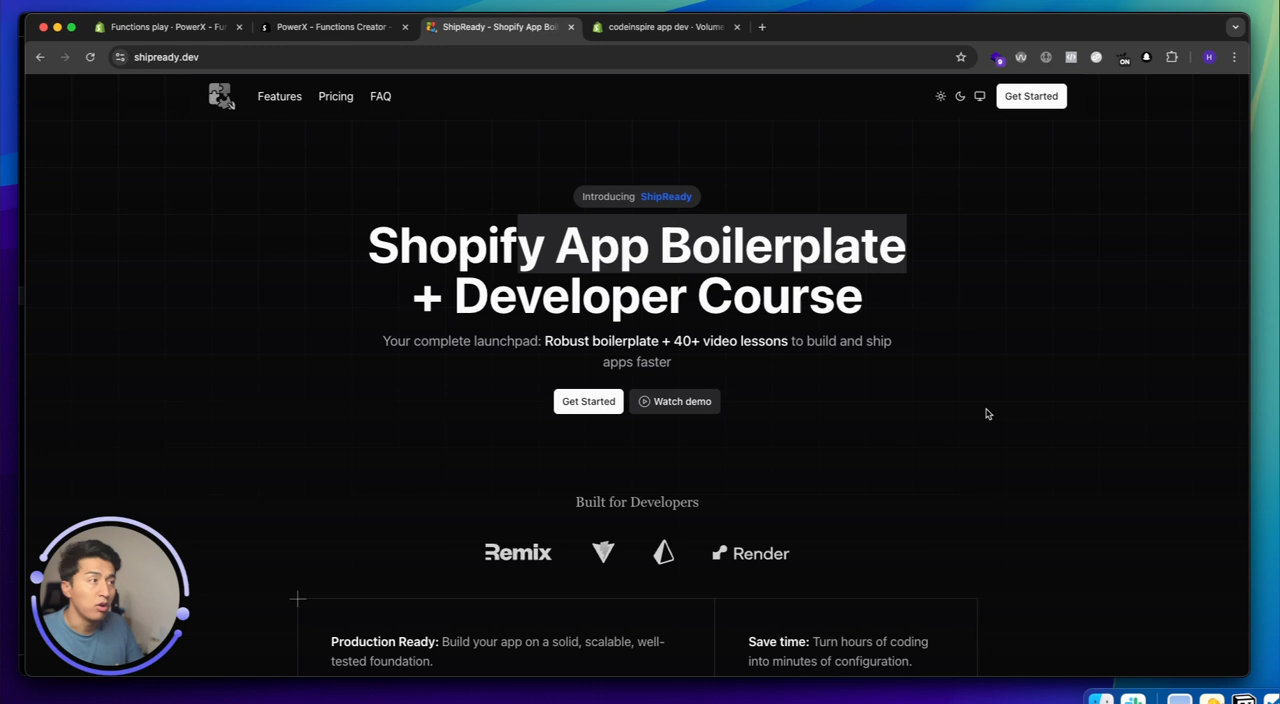 Functions play · PowerX - Fur
PowerX - Functions Creator -
ShipReady - Shopify App Boi
codeinspire app dev - Volume
shipready.dev
9
ON
H
Features
Pricing
FAQ
Get Started
Introducing ShipReady
Shopify App Boilerplate
+ Developer Course
Your complete launchpad: Robust boilerplate + 40+ video lessons to build and ship
apps faster
Get Started
Watch demo
Built for Developers
Remix
Render
Production Ready: Build your app on a solid, scalable, well-
tested foundation.
Save time: Turn hours of coding
into minutes of configuration.